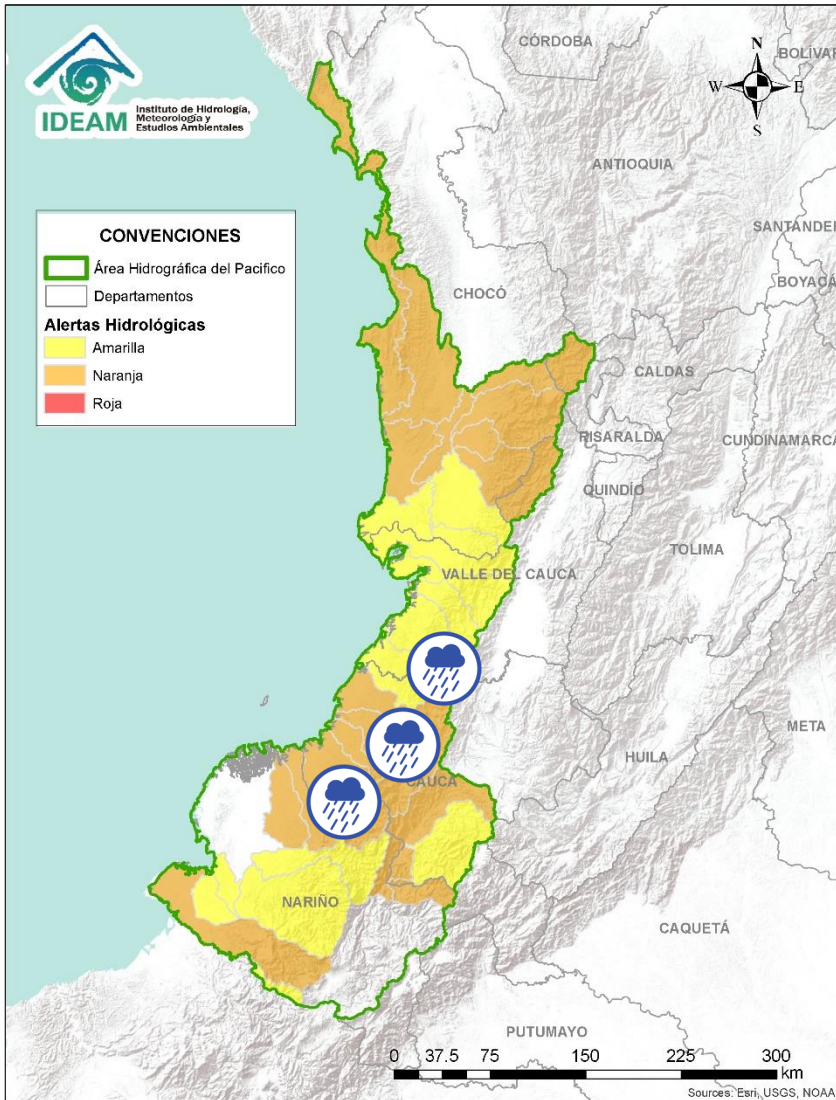 IDEAM
Instituto de Hidrología,
Meteorología y
Estudios Ambientales
N
W
E
S
CÓRDOBA
BOLÍVAR
ANTIOQUIA
SANTANDER
BOYACÁ
CHOCÓ
CALDAS
RISARALDA
CUNDINAMARCA
QUINDÍO
TOLIMA
VALLE DEL CAUCA
META
HUILA
CAUCA
NARIÑO
CAQUETÁ
PUTUMAYO
CONVENCIONES
Área Hidrográfica del Pacifico
Departamentos
Alertas Hidrológicas
Amarilla
Naranja
Roja
0 37.5 75 150 225 300
km
Sources: Esri, USGS, NOAA